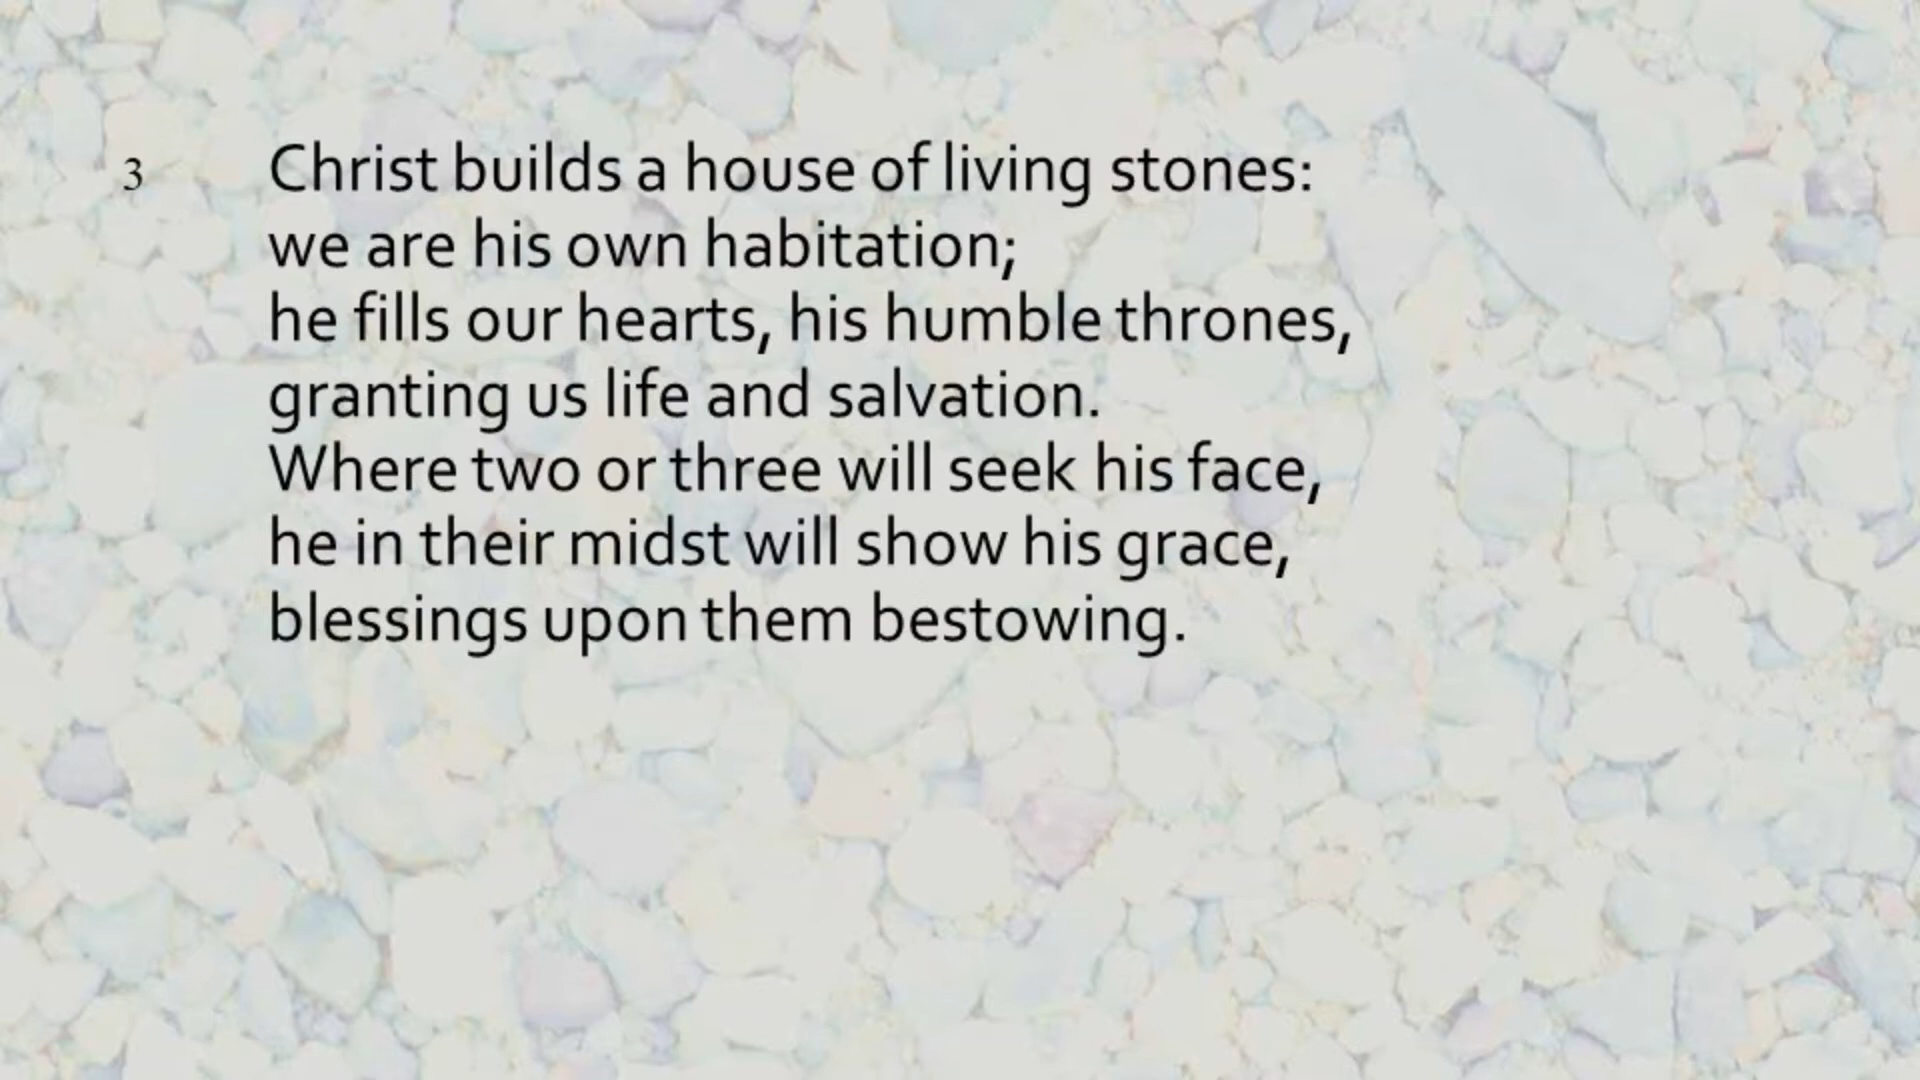 3 Christ builds a house of living stones:
we are his own habitation;
he fills our hearts, his humble thrones,
granting us life and salvation.
Where two or three will seek his face,
he in their midst will show his grace,
blessings upon them bestowing.